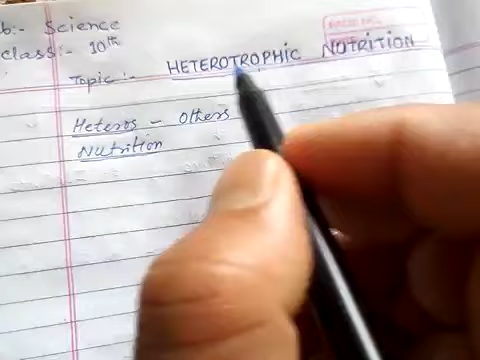 b:- Science
class:- 10th
Topic:- HETEROTROPHIC NUTRITION
Heteros - Others
Nutrition